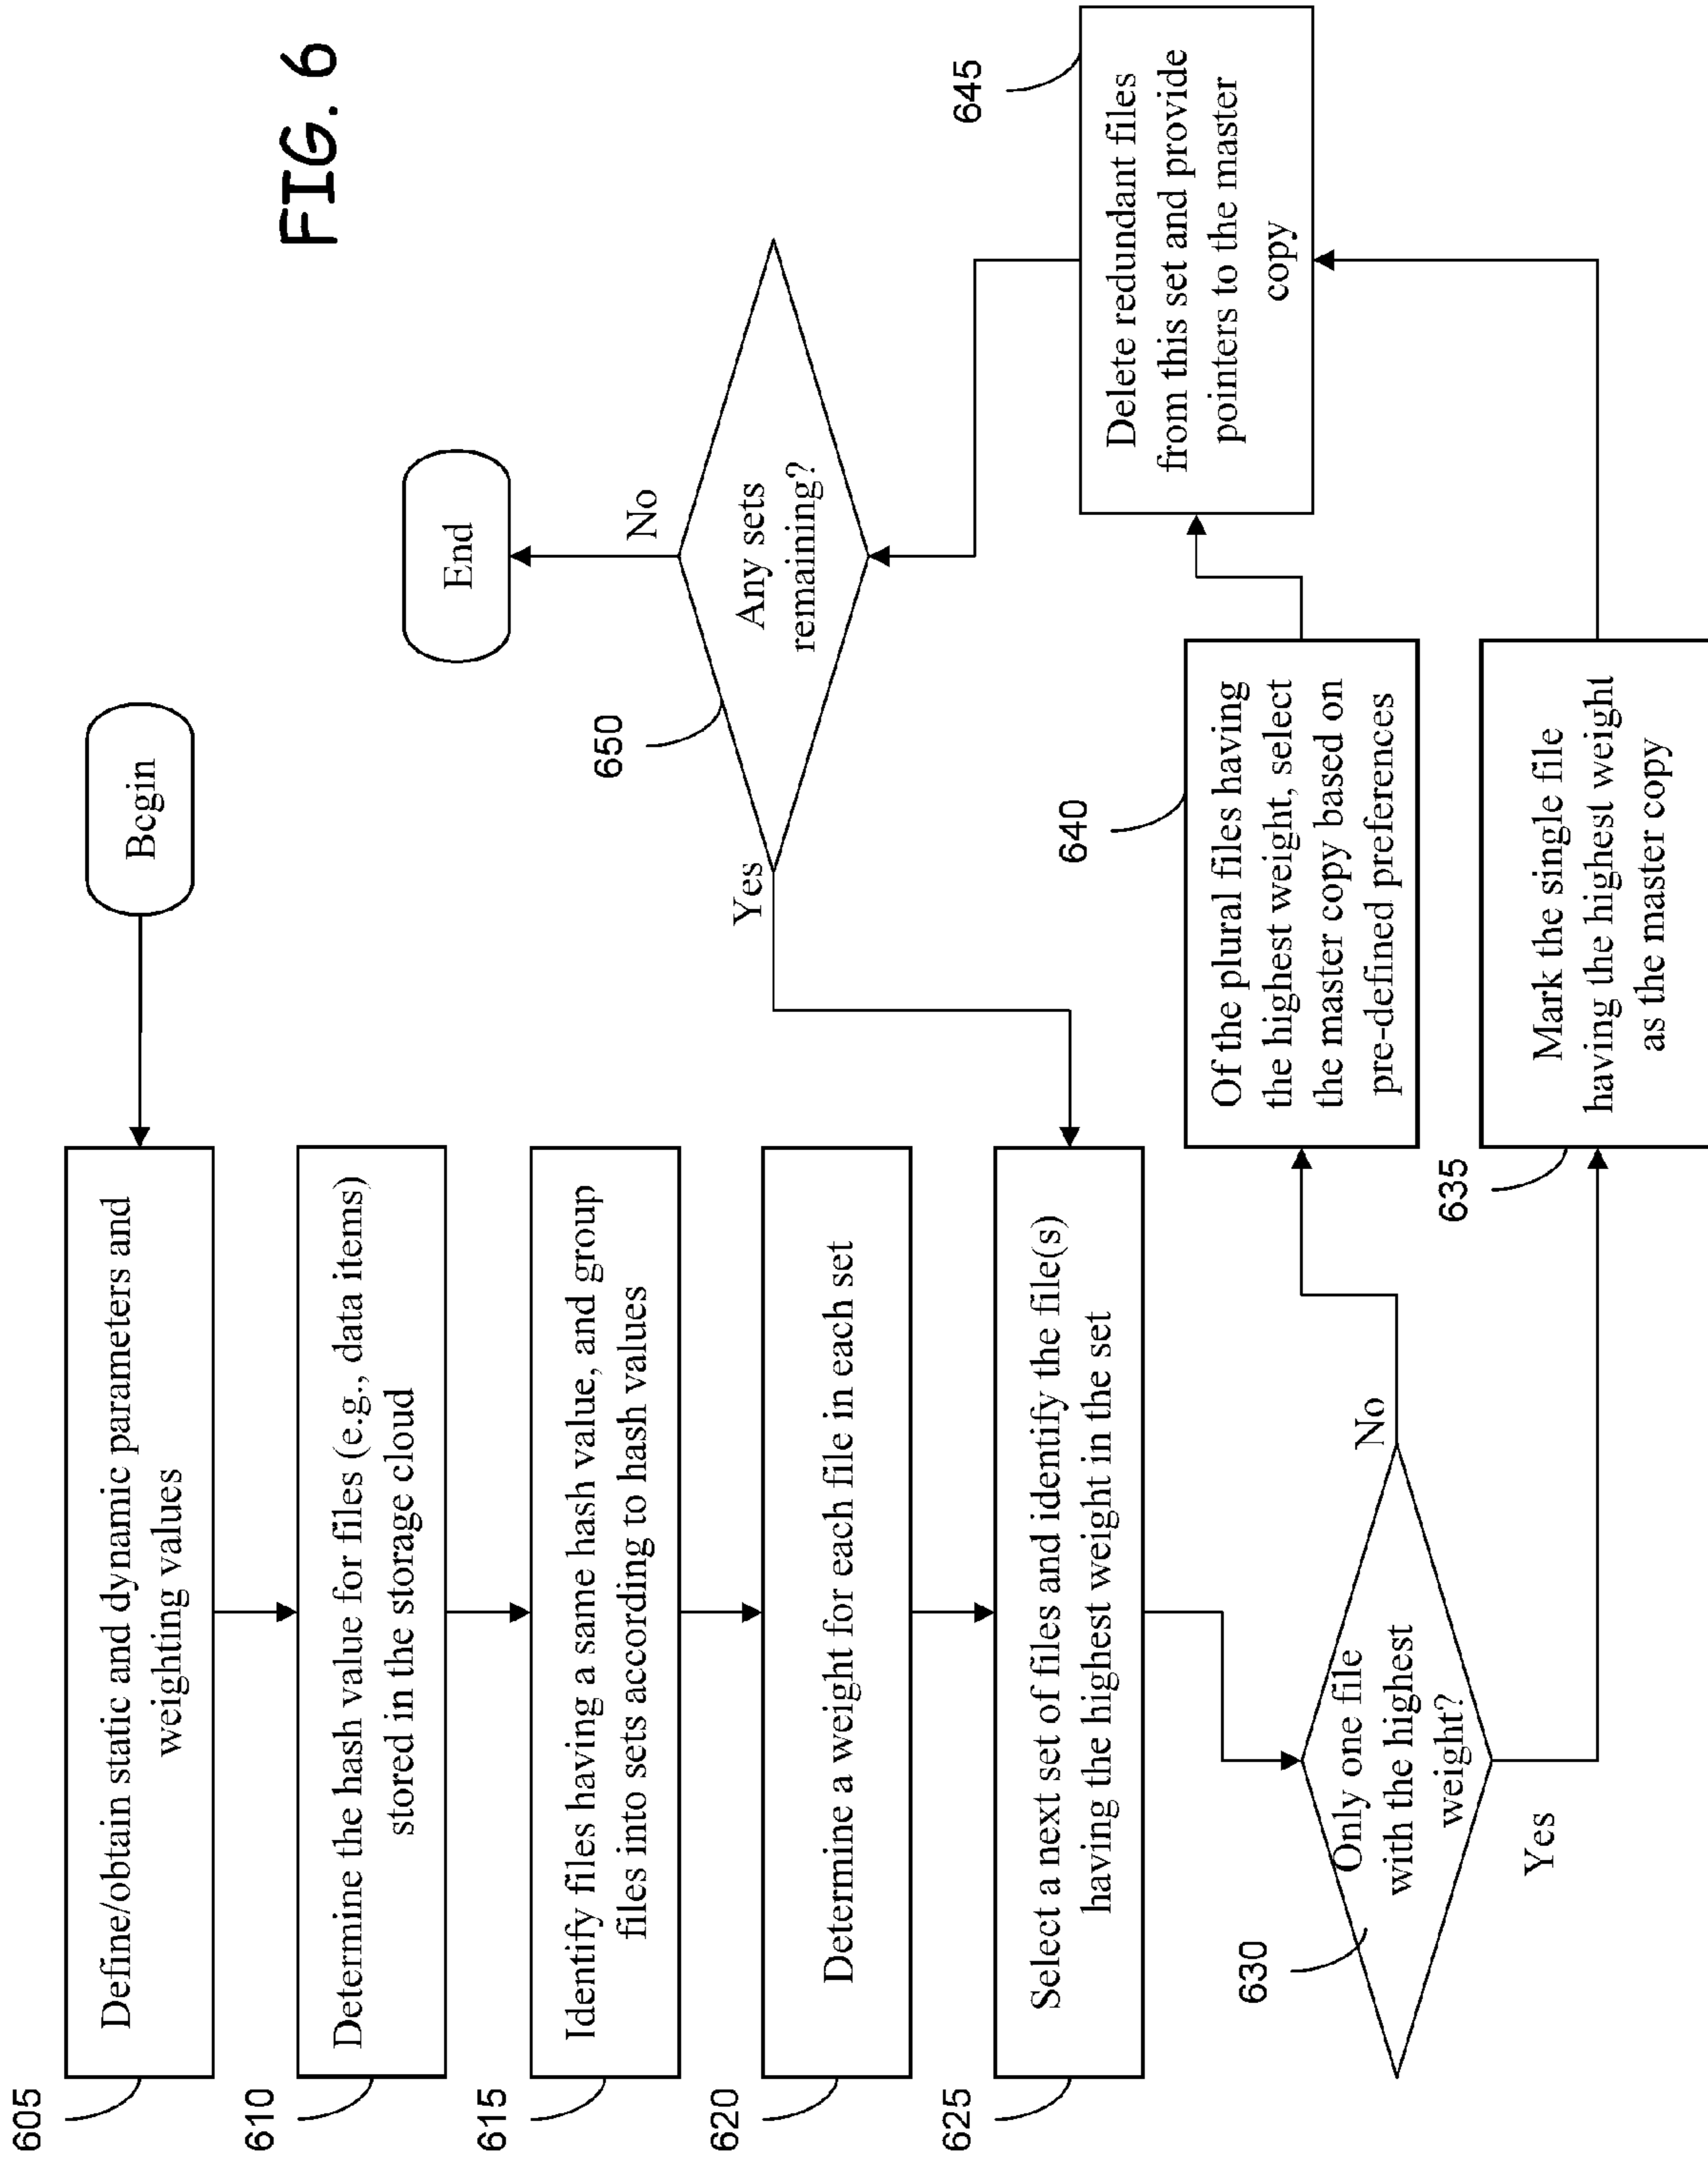 FIG. 6
Begin
605
Define/obtain static and dynamic parameters and
weighting values
610
Determine the hash value for files (e.g., data items)
stored in the storage cloud
615
Identify files having a same hash value, and group
files into sets according to hash values
620
Determine a weight for each file in each set
625
Select a next set of files and identify the file(s)
having the highest weight in the set
630
Only one file
with the highest
weight?
No
Yes
635
Mark the single file
having the highest weight
as the master copy
640
Of the plural files having
the highest weight, select
the master copy based on
pre-defined preferences
645
Delete redundant files
from this set and provide
pointers to the master
copy
650
Any sets
remaining?
Yes
No
End